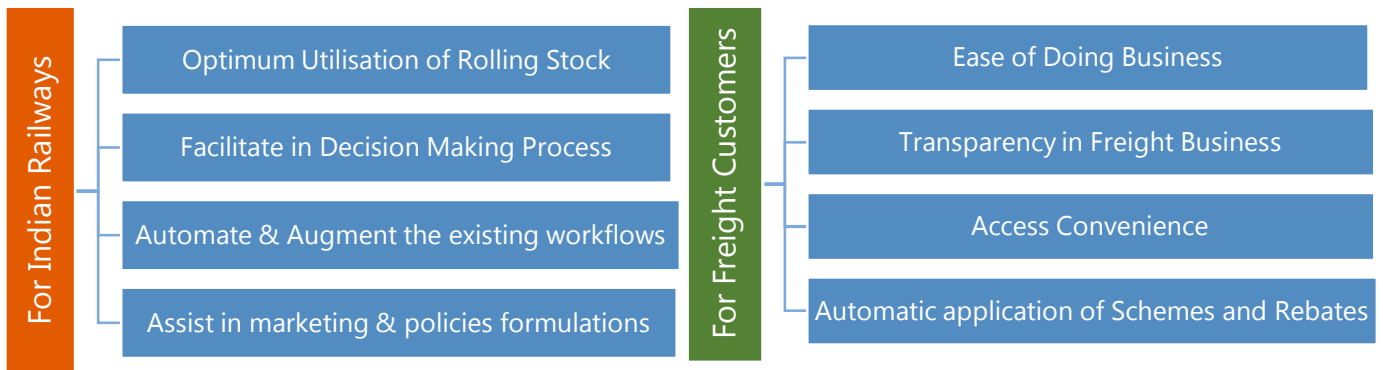 For Indian Railways
Optimum Utilisation of Rolling Stock
Facilitate in Decision Making Process
Automate & Augment the existing workflows
Assist in marketing & policies formulations
For Freight Customers
Ease of Doing Business
Transparency in Freight Business
Access Convenience
Automatic application of Schemes and Rebates